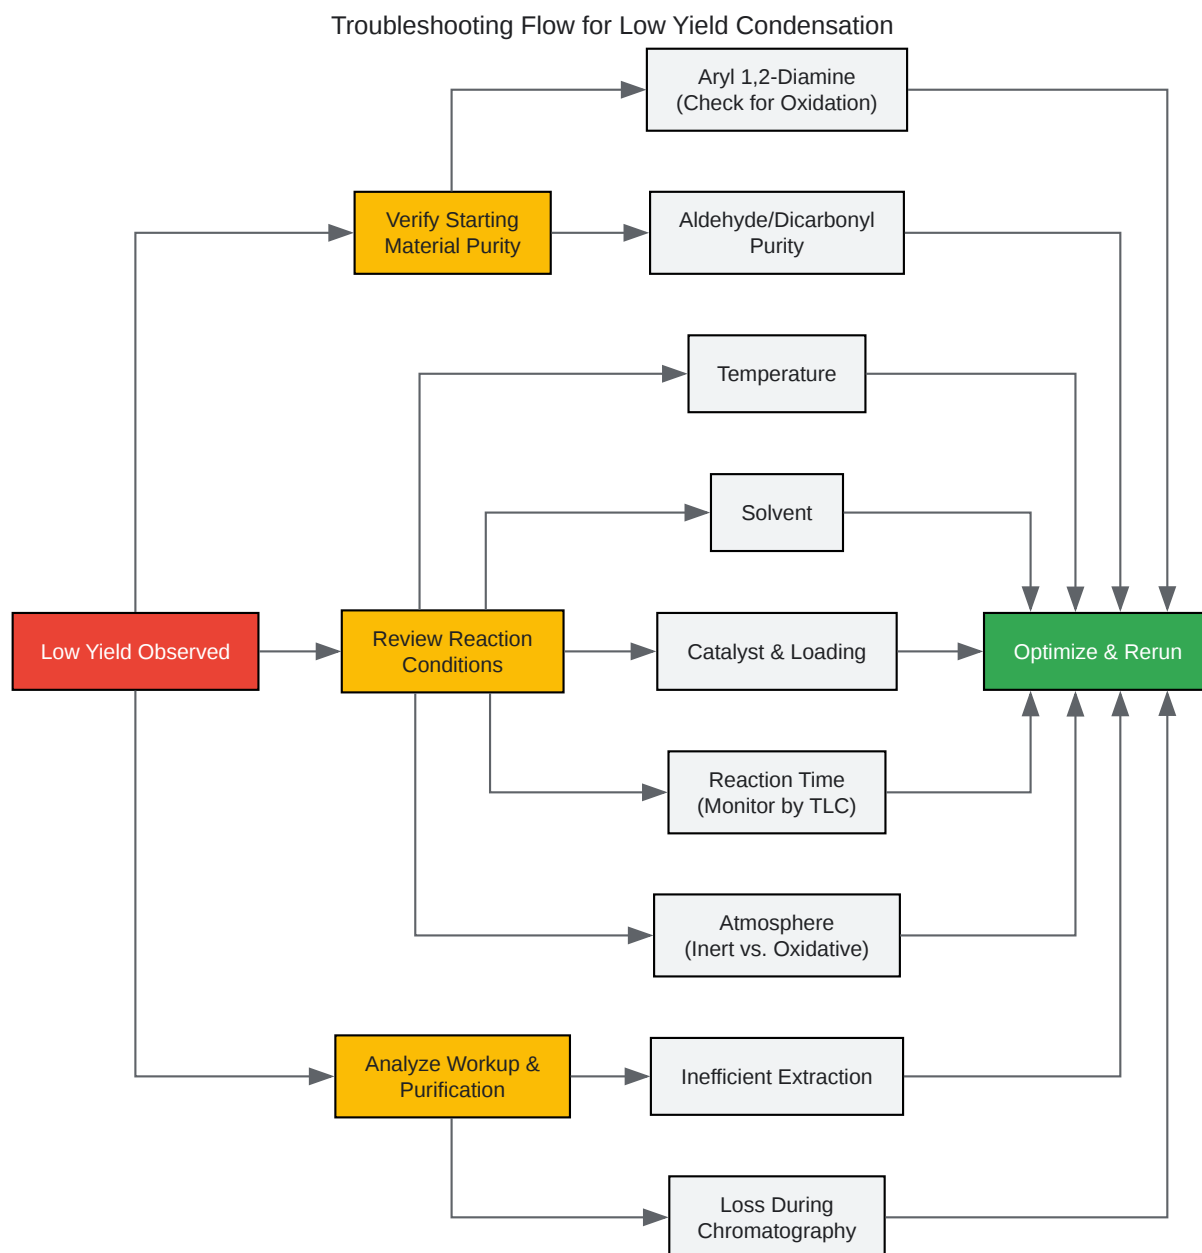 Troubleshooting Flow for Low Yield Condensation
Aryl 1,2-Diamine
(Check for Oxidation)
Verify Starting
Material Purity
Aldehyde/Dicarbonyl
Purity
Temperature
Solvent
Low Yield Observed
Review Reaction
Conditions
Catalyst & Loading
Optimize & Rerun
Reaction Time
(Monitor by TLC)
Atmosphere
(Inert vs. Oxidative)
Analyze Workup &
Purification
Inefficient Extraction
Loss During
Chromatography